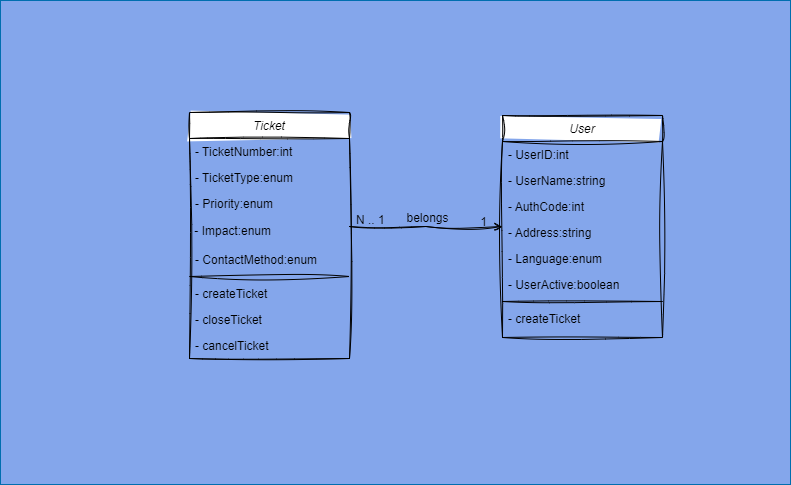 Ticket
- TicketNumber:int
- TicketType:enum
- Priority:enum
- Impact:enum
- ContactMethod:enum
- createTicket
- closeTicket
- cancelTicket
N .. 1
belongs
1
User
- UserID:int
- UserName:string
- AuthCode:int
- Address:string
- Language:enum
- UserActive:boolean
- createTicket